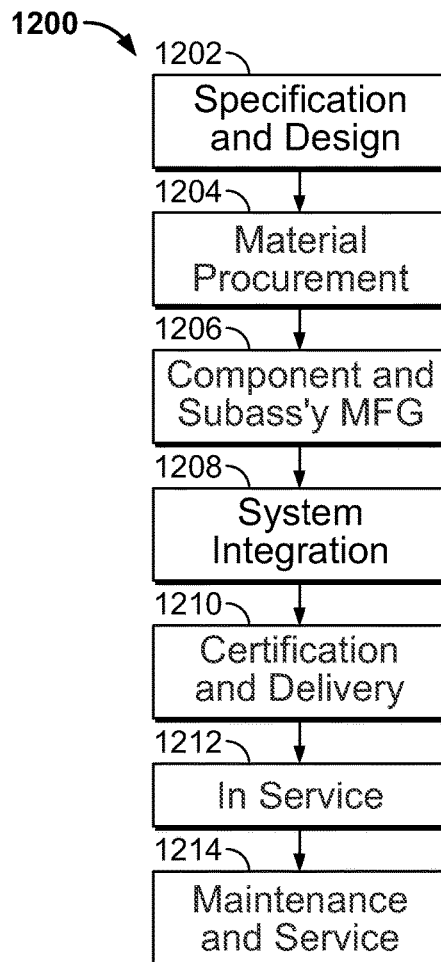 1200
1202
Specification
and Design
1204
Material
Procurement
1206
Component and
Subass'y MFG
1208
System
Integration
1210
Certification
and Delivery
1212
In Service
1214
Maintenance
and Service